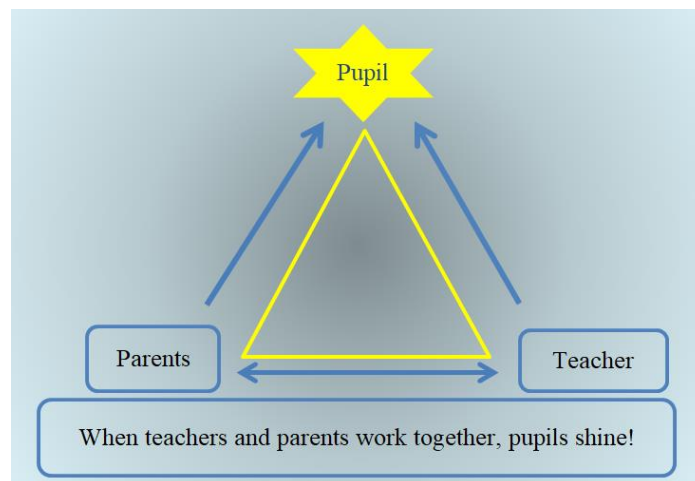 Pupil
Parents
Teacher
When teachers and parents work together, pupils shine!